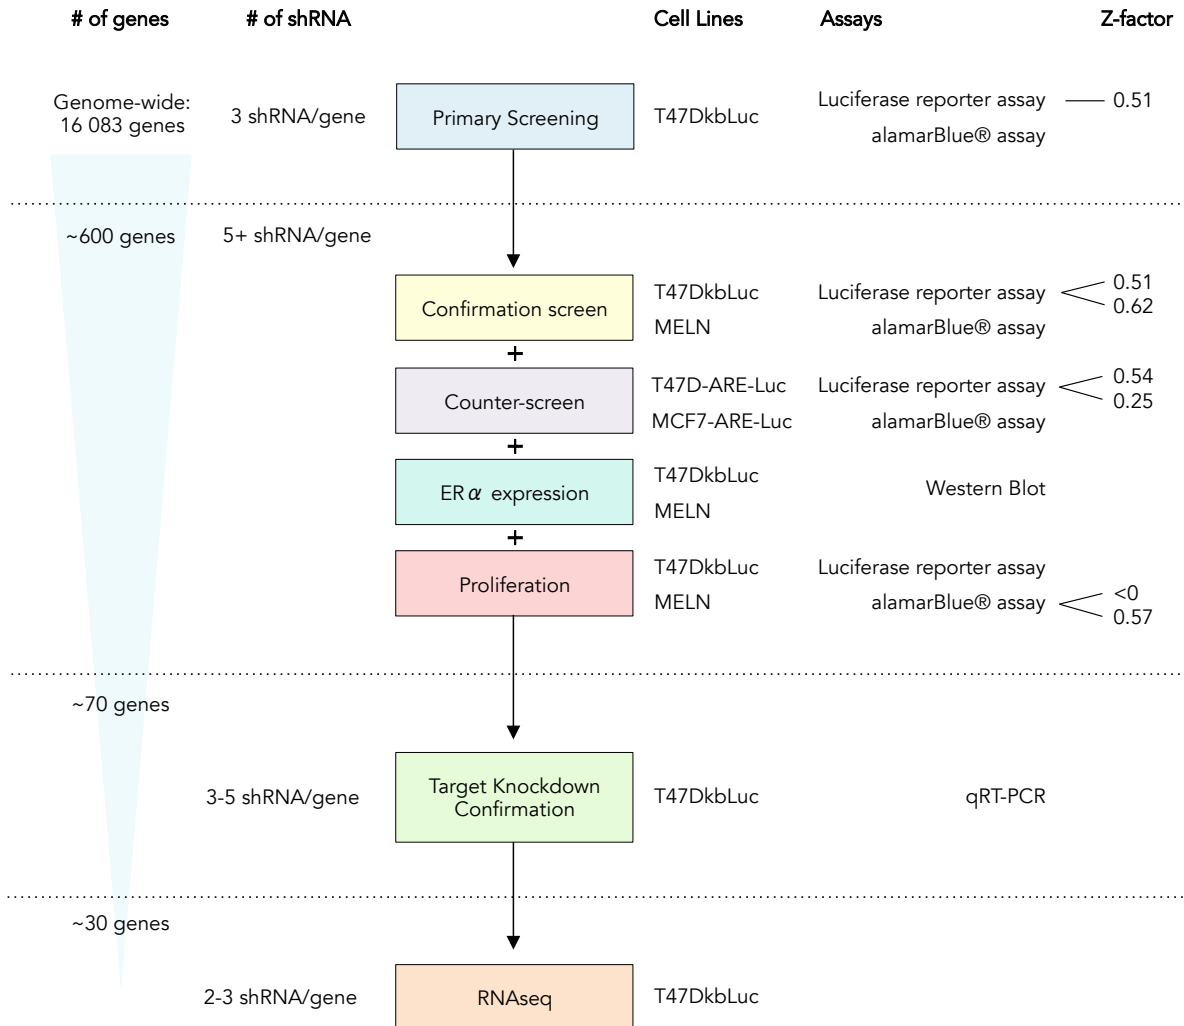 # of genes # of shRNA Cell Lines Assays Z-factor
Genome-wide:
16 083 genes
3 shRNA/gene
Primary Screening
T47DkbLuc
Luciferase reporter assay 0.51
alamarBlue® assay
~600 genes
5+ shRNA/gene
Confirmation screen
T47DkbLuc
MELN
Luciferase reporter assay
alamarBlue® assay
0.51
0.62
+
Counter-screen
T47D-ARE-Luc
MCF7-ARE-Luc
Luciferase reporter assay
alamarBlue® assay
0.54
0.25
+
ERα expression
T47DkbLuc
MELN
Western Blot
+
Proliferation
T47DkbLuc
MELN
Luciferase reporter assay
alamarBlue® assay
<0
0.57
~70 genes
3-5 shRNA/gene
Target Knockdown
Confirmation
T47DkbLuc
qRT-PCR
~30 genes
2-3 shRNA/gene
RNAseq
T47DkbLuc